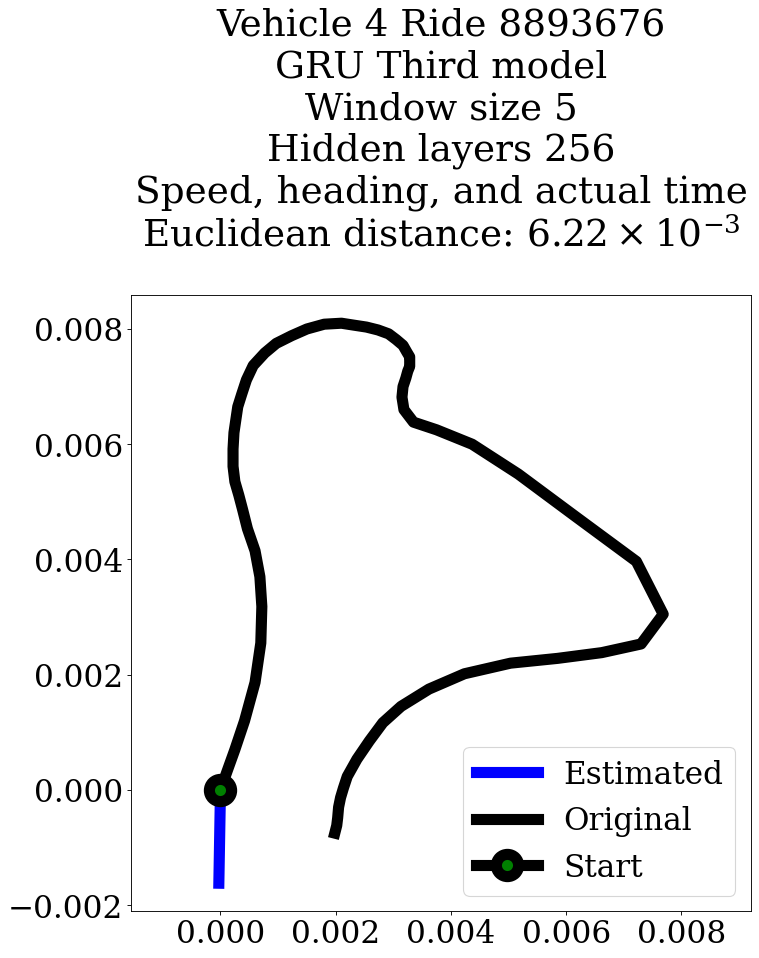 Vehicle 4 Ride 8893676
GRU Third model
Window size 5
Hidden layers 256
Speed, heading, and actual time
Euclidean distance: 6.22 × 10⁻³
0.008
0.006
0.004
0.002
0.000
−0.002
Estimated
Original
Start
0.000 0.002 0.004 0.006 0.008